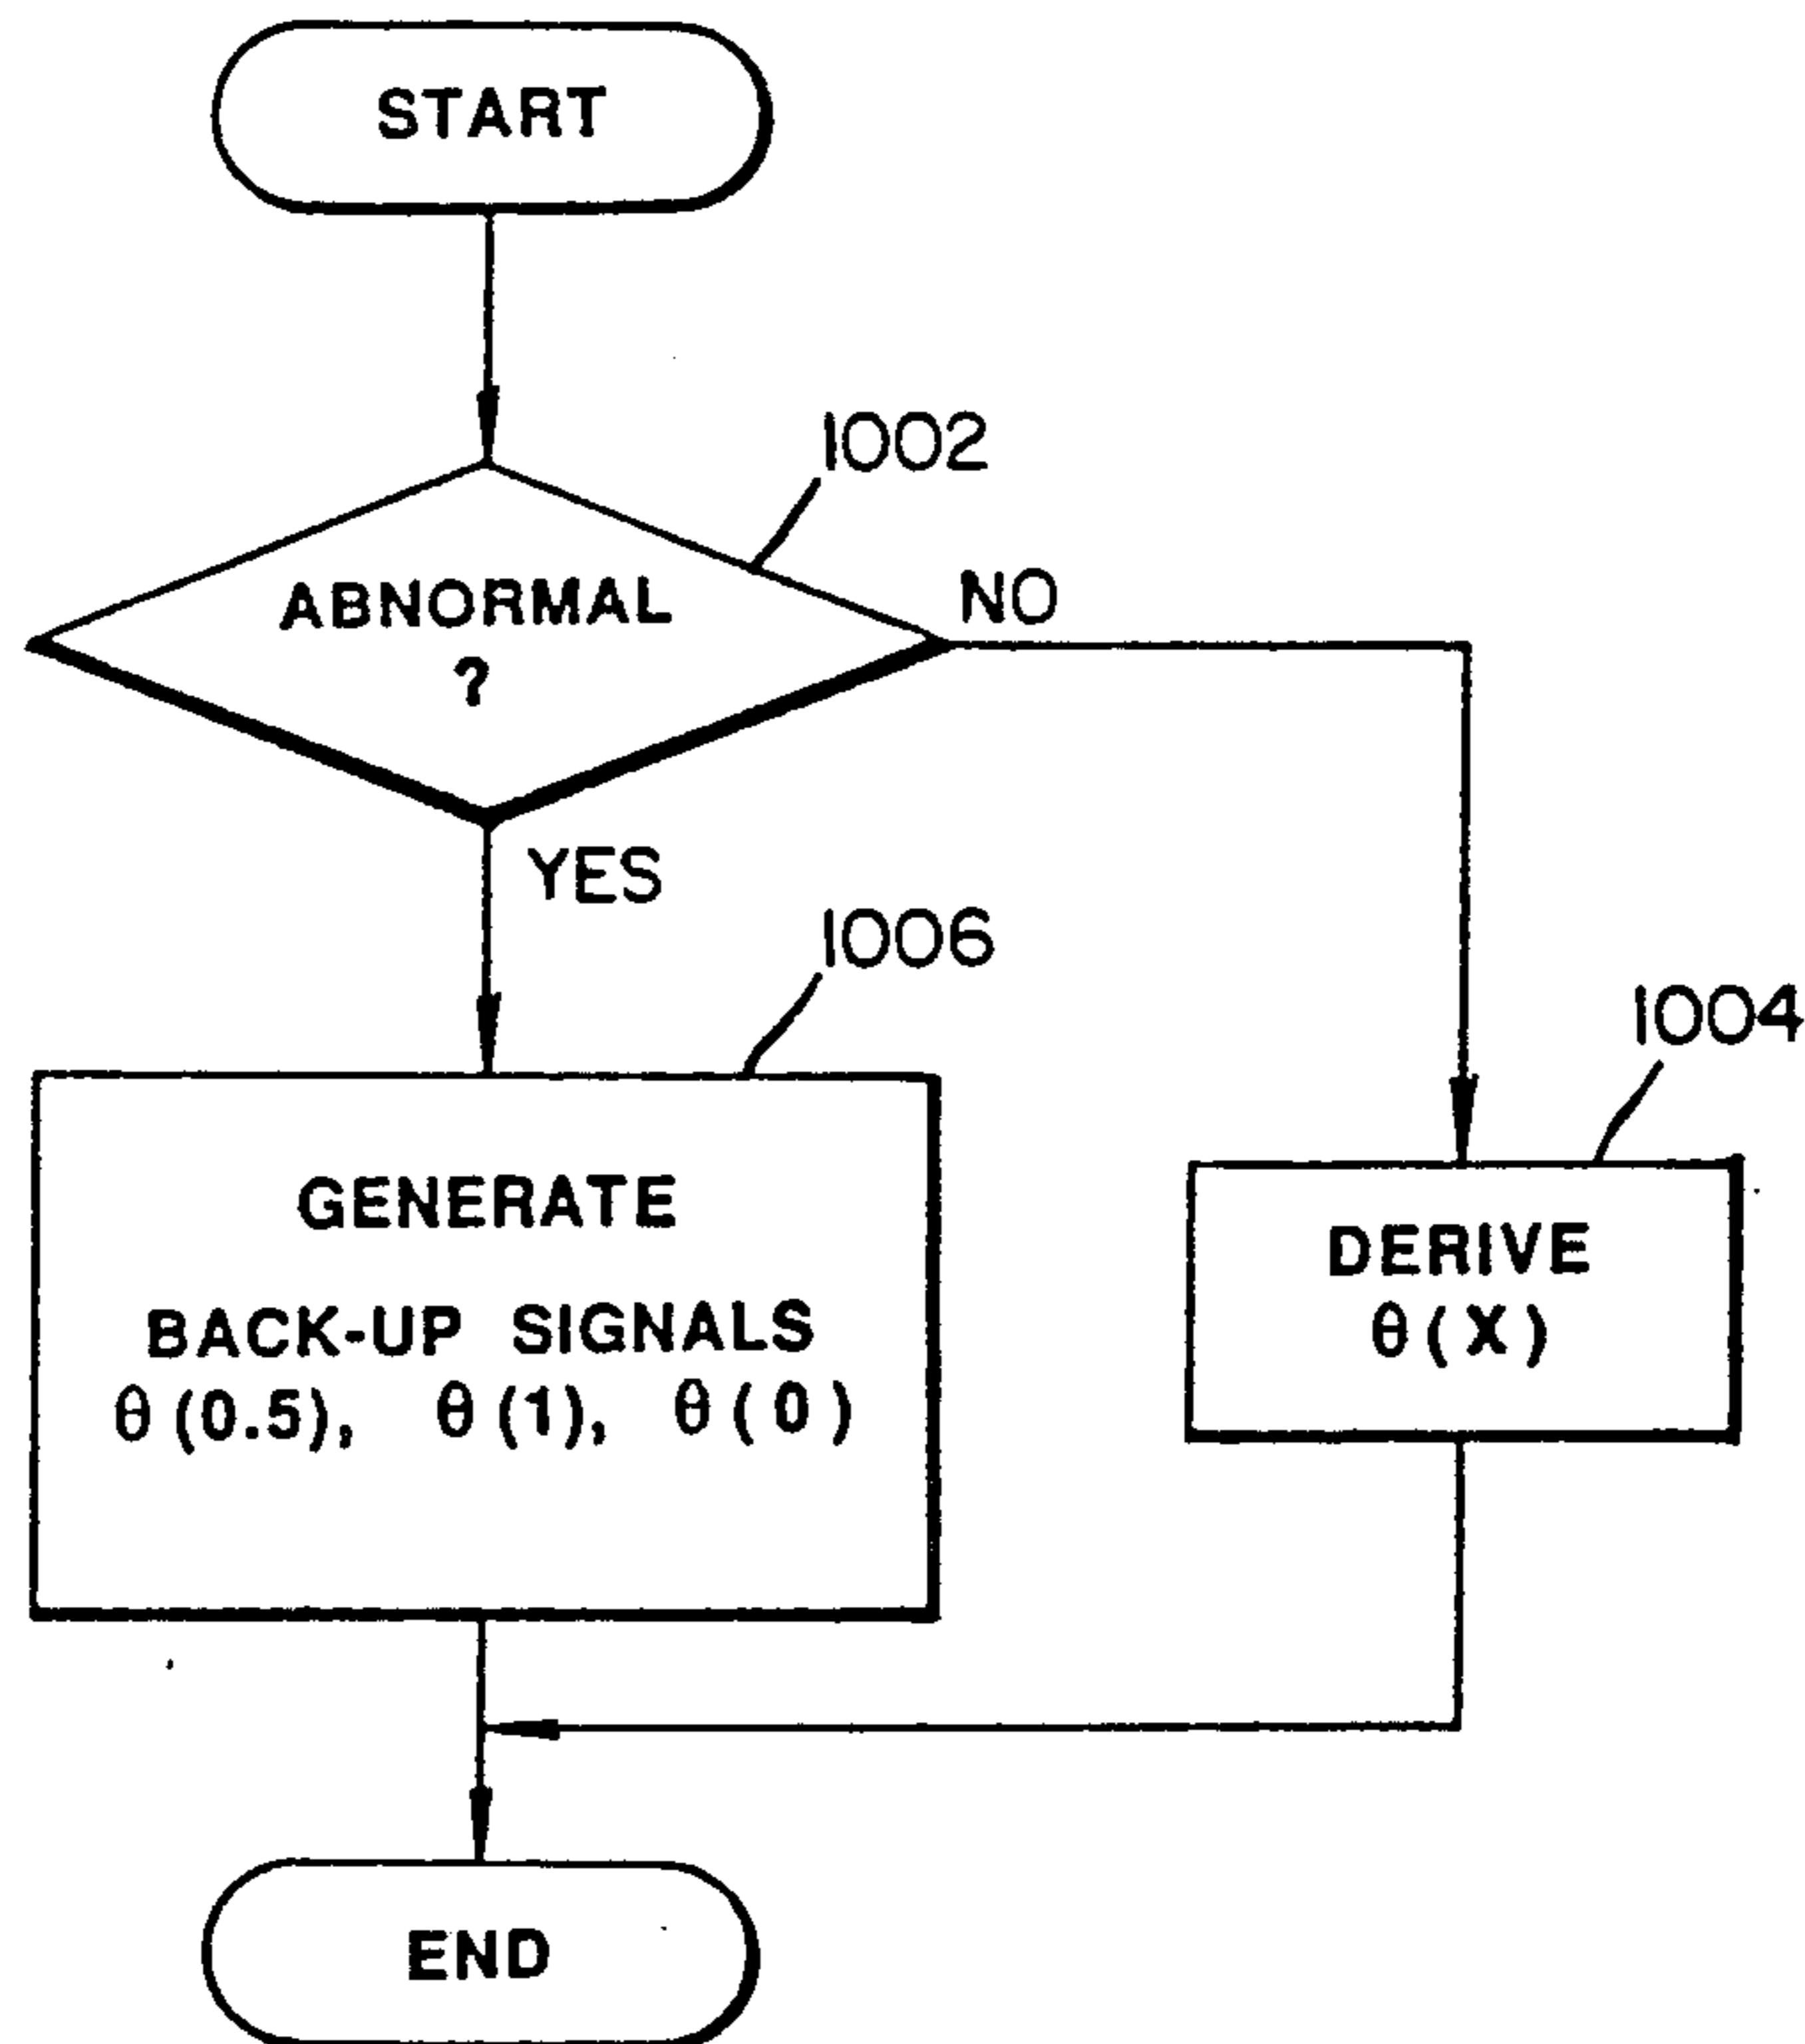 START
1002
ABNORMAL
?
NO
YES
1006
1004
GENERATE
BACK-UP SIGNALS
θ(0.5), θ(1), θ(0)
DERIVE
θ(X)
END